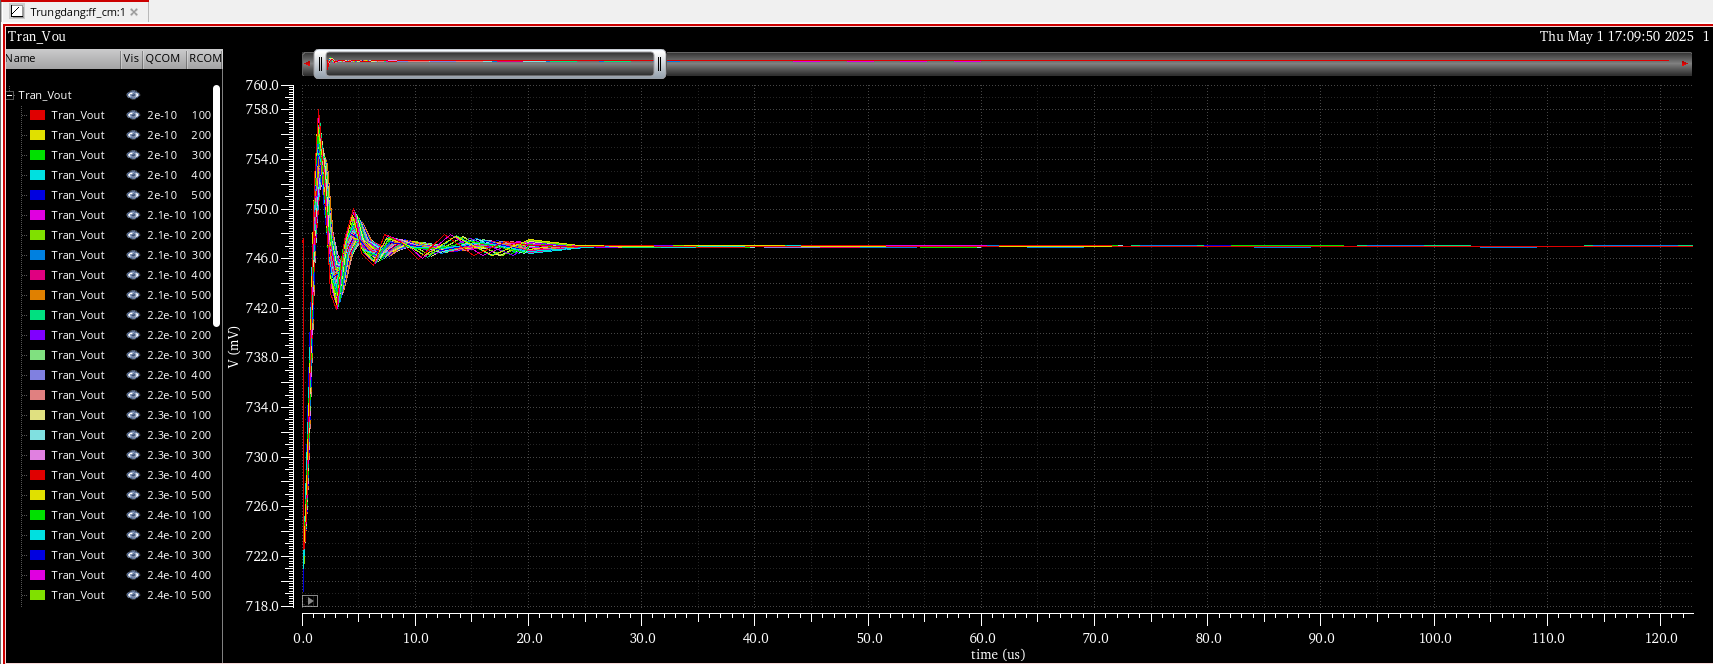 Trungdang:ff_cm:1
Tran_Vou
Thu May 1 17:09:50 2025 1
Name Vis QCOM RCOM
Tran_Vout
Tran_Vout 2e-10 100
Tran_Vout 2e-10 200
Tran_Vout 2e-10 300
Tran_Vout 2e-10 400
Tran_Vout 2e-10 500
Tran_Vout 2.1e-10 100
Tran_Vout 2.1e-10 200
Tran_Vout 2.1e-10 300
Tran_Vout 2.1e-10 400
Tran_Vout 2.1e-10 500
Tran_Vout 2.2e-10 100
Tran_Vout 2.2e-10 200
Tran_Vout 2.2e-10 300
Tran_Vout 2.2e-10 400
Tran_Vout 2.2e-10 500
Tran_Vout 2.3e-10 100
Tran_Vout 2.3e-10 200
Tran_Vout 2.3e-10 300
Tran_Vout 2.3e-10 400
Tran_Vout 2.3e-10 500
Tran_Vout 2.4e-10 100
Tran_Vout 2.4e-10 200
Tran_Vout 2.4e-10 300
Tran_Vout 2.4e-10 400
Tran_Vout 2.4e-10 500
V (mV)
760.0
758.0
754.0
750.0
746.0
742.0
738.0
734.0
730.0
726.0
722.0
718.0
0.0 10.0 20.0 30.0 40.0 50.0 60.0 70.0 80.0 90.0 100.0 110.0 120.0
time (us)